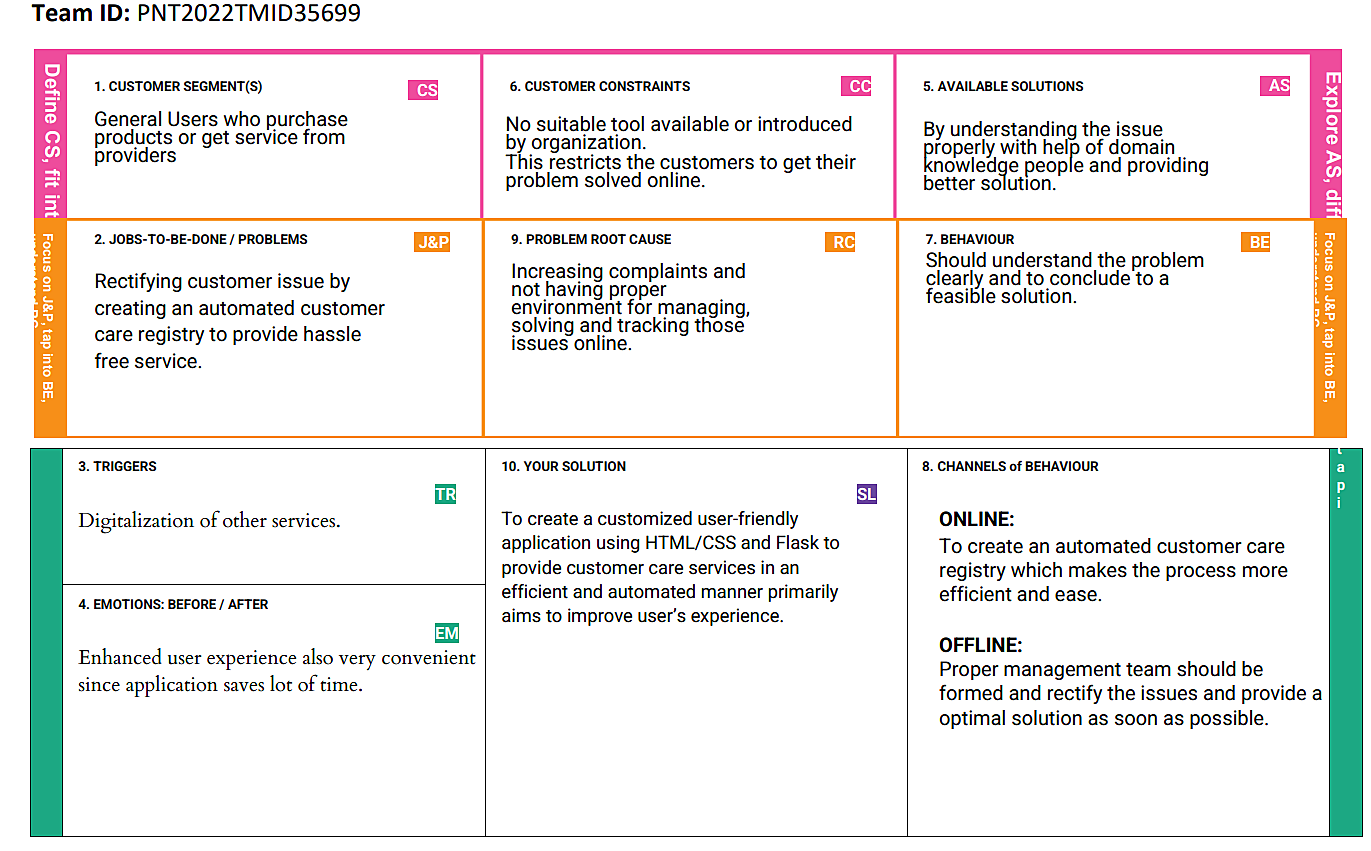 Team ID: PNT2022TMID35699
Define CS, fit int
1. CUSTOMER SEGMENT(S)
CS
General Users who purchase
products or get service from
providers
6. CUSTOMER CONSTRAINTS
CC
No suitable tool available or introduced
by organization.
This restricts the customers to get their
problem solved online.
5. AVAILABLE SOLUTIONS
AS
By understanding the issue
properly with help of domain
knowledge people and providing
better solution.
Explore AS, dif
Focus on J&P, tap into BE,
2. JOBS-TO-BE-DONE / PROBLEMS
J&P
Rectifying customer issue by
creating an automated customer
care registry to provide hassle
free service.
9. PROBLEM ROOT CAUSE
RC
Increasing complaints and
not having proper
environment for managing,
solving and tracking those
issues online.
7. BEHAVIOUR
BE
Should understand the problem
clearly and to conclude to a
feasible solution.
Focus on J&P, tap into BE,
3. TRIGGERS
TR
Digitalization of other services.
4. EMOTIONS: BEFORE / AFTER
EM
Enhanced user experience also very convenient
since application saves lot of time.
10. YOUR SOLUTION
SL
To create a customized user-friendly
application using HTML/CSS and Flask to
provide customer care services in an
efficient and automated manner primarily
aims to improve user's experience.
8. CHANNELS of BEHAVIOUR
ONLINE:
To create an automated customer care
registry which makes the process more
efficient and ease.
OFFLINE:
Proper management team should be
formed and rectify the issues and provide a
optimal solution as soon as possible.
t
a
p
i